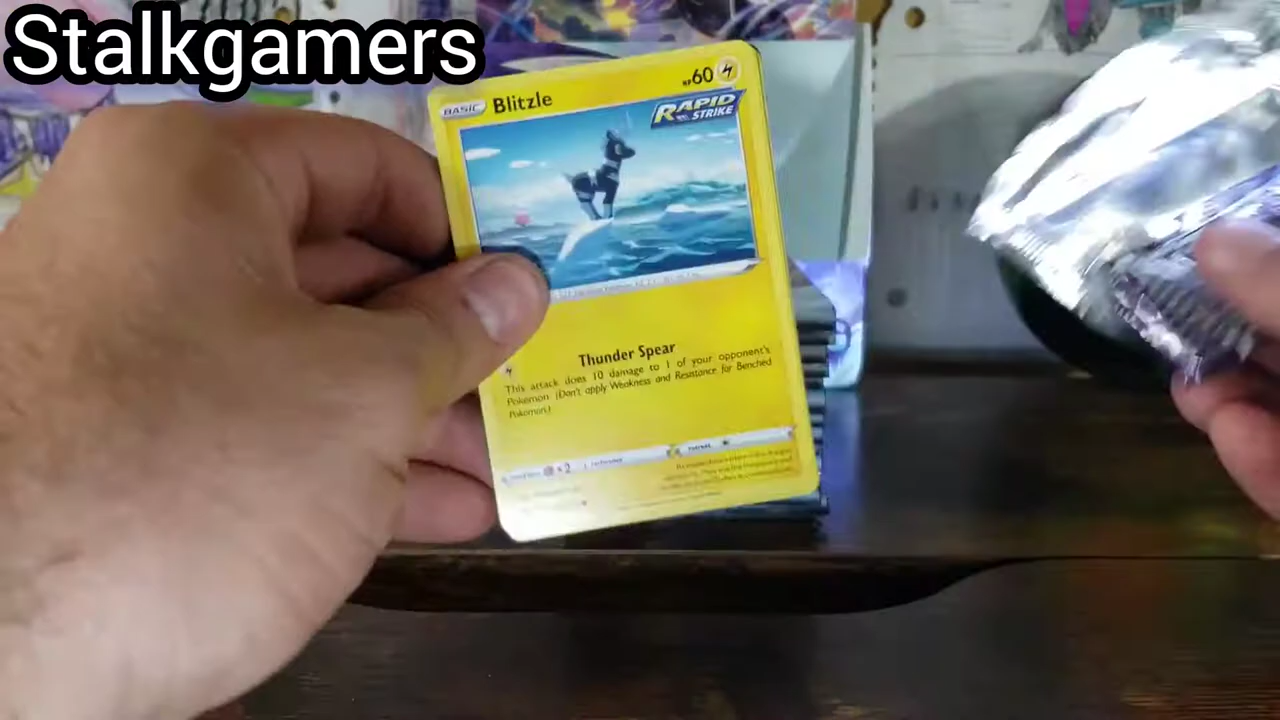 Stalkgamers
BASIC Blitzle HP60
RAPID
STRIKE
Thunder Spear
This attack does 10 damage to 1 of your opponent's
Pokémon. (Don't apply Weakness and Resistance for Benched
Pokémon.)
×2